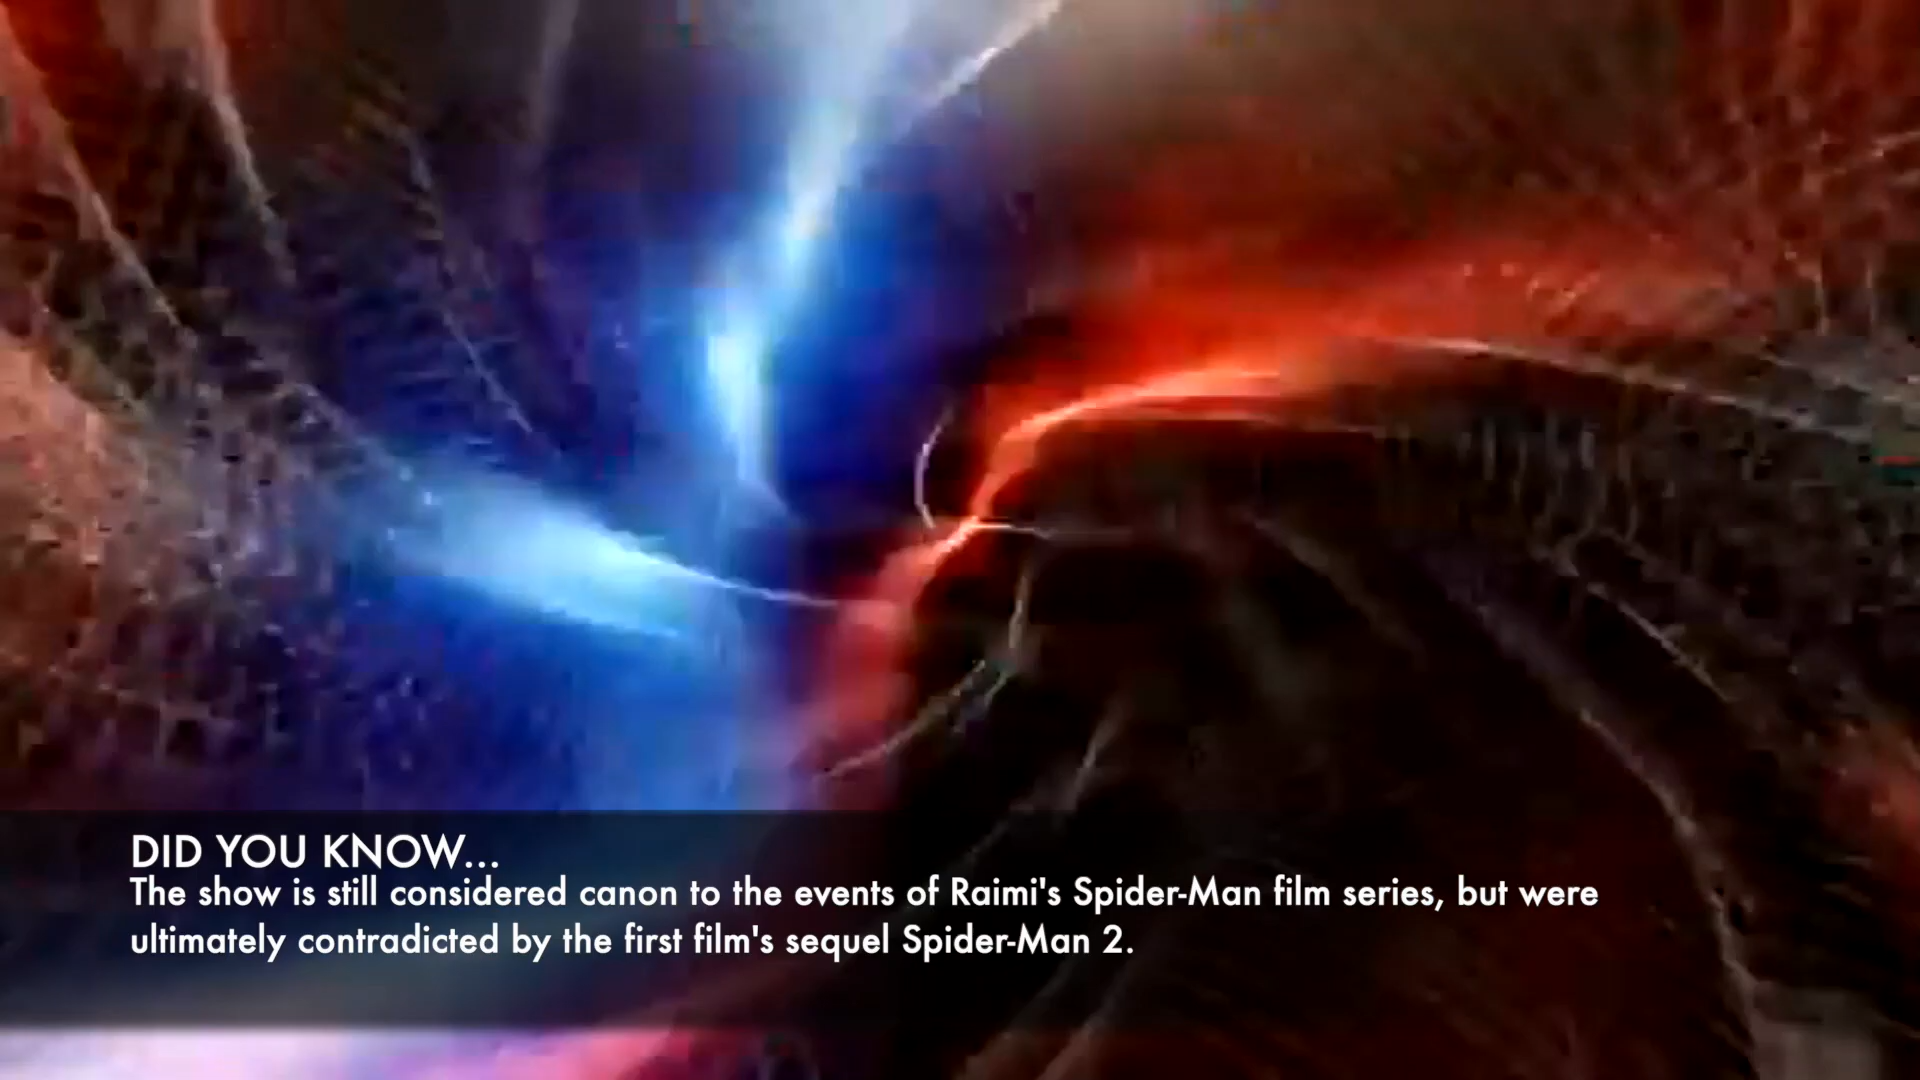 DID YOU KNOW...
The show is still considered canon to the events of Raimi's Spider-Man film series, but were
ultimately contradicted by the first film's sequel Spider-Man 2.